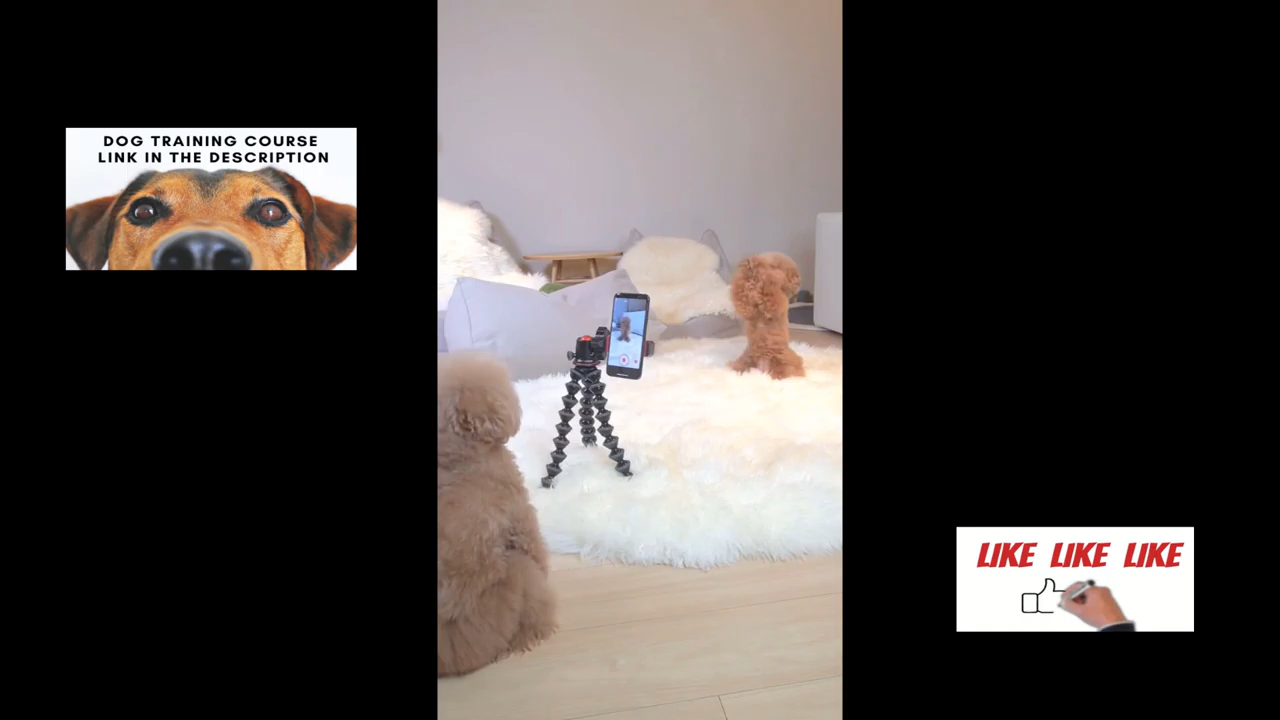 DOG TRAINING COURSE
LINK IN THE DESCRIPTION
LIKE LIKE LIKE